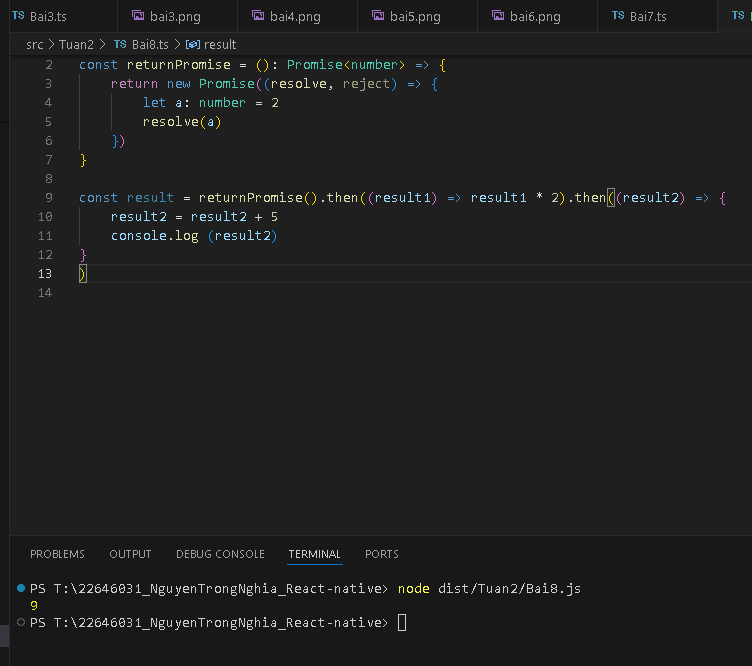 TS Bai3.ts bai3.png bai4.png bai5.png bai6.png TS Bai7.ts TS
src > Tuan2 > TS Bai8.ts > result
2 const returnPromise = (): Promise<number> => {
3 return new Promise((resolve, reject) => {
4 let a: number = 2
5 resolve(a)
6 })
7 }
8
9 const result = returnPromise().then((result1) => result1 * 2).then((result2) => {
10 result2 = result2 + 5
11 console.log (result2)
12 }
13 )
14
PROBLEMS OUTPUT DEBUG CONSOLE TERMINAL PORTS
PS T:\22646031_NguyenTrongNghia_React-native> node dist/Tuan2/Bai8.js
9
PS T:\22646031_NguyenTrongNghia_React-native>